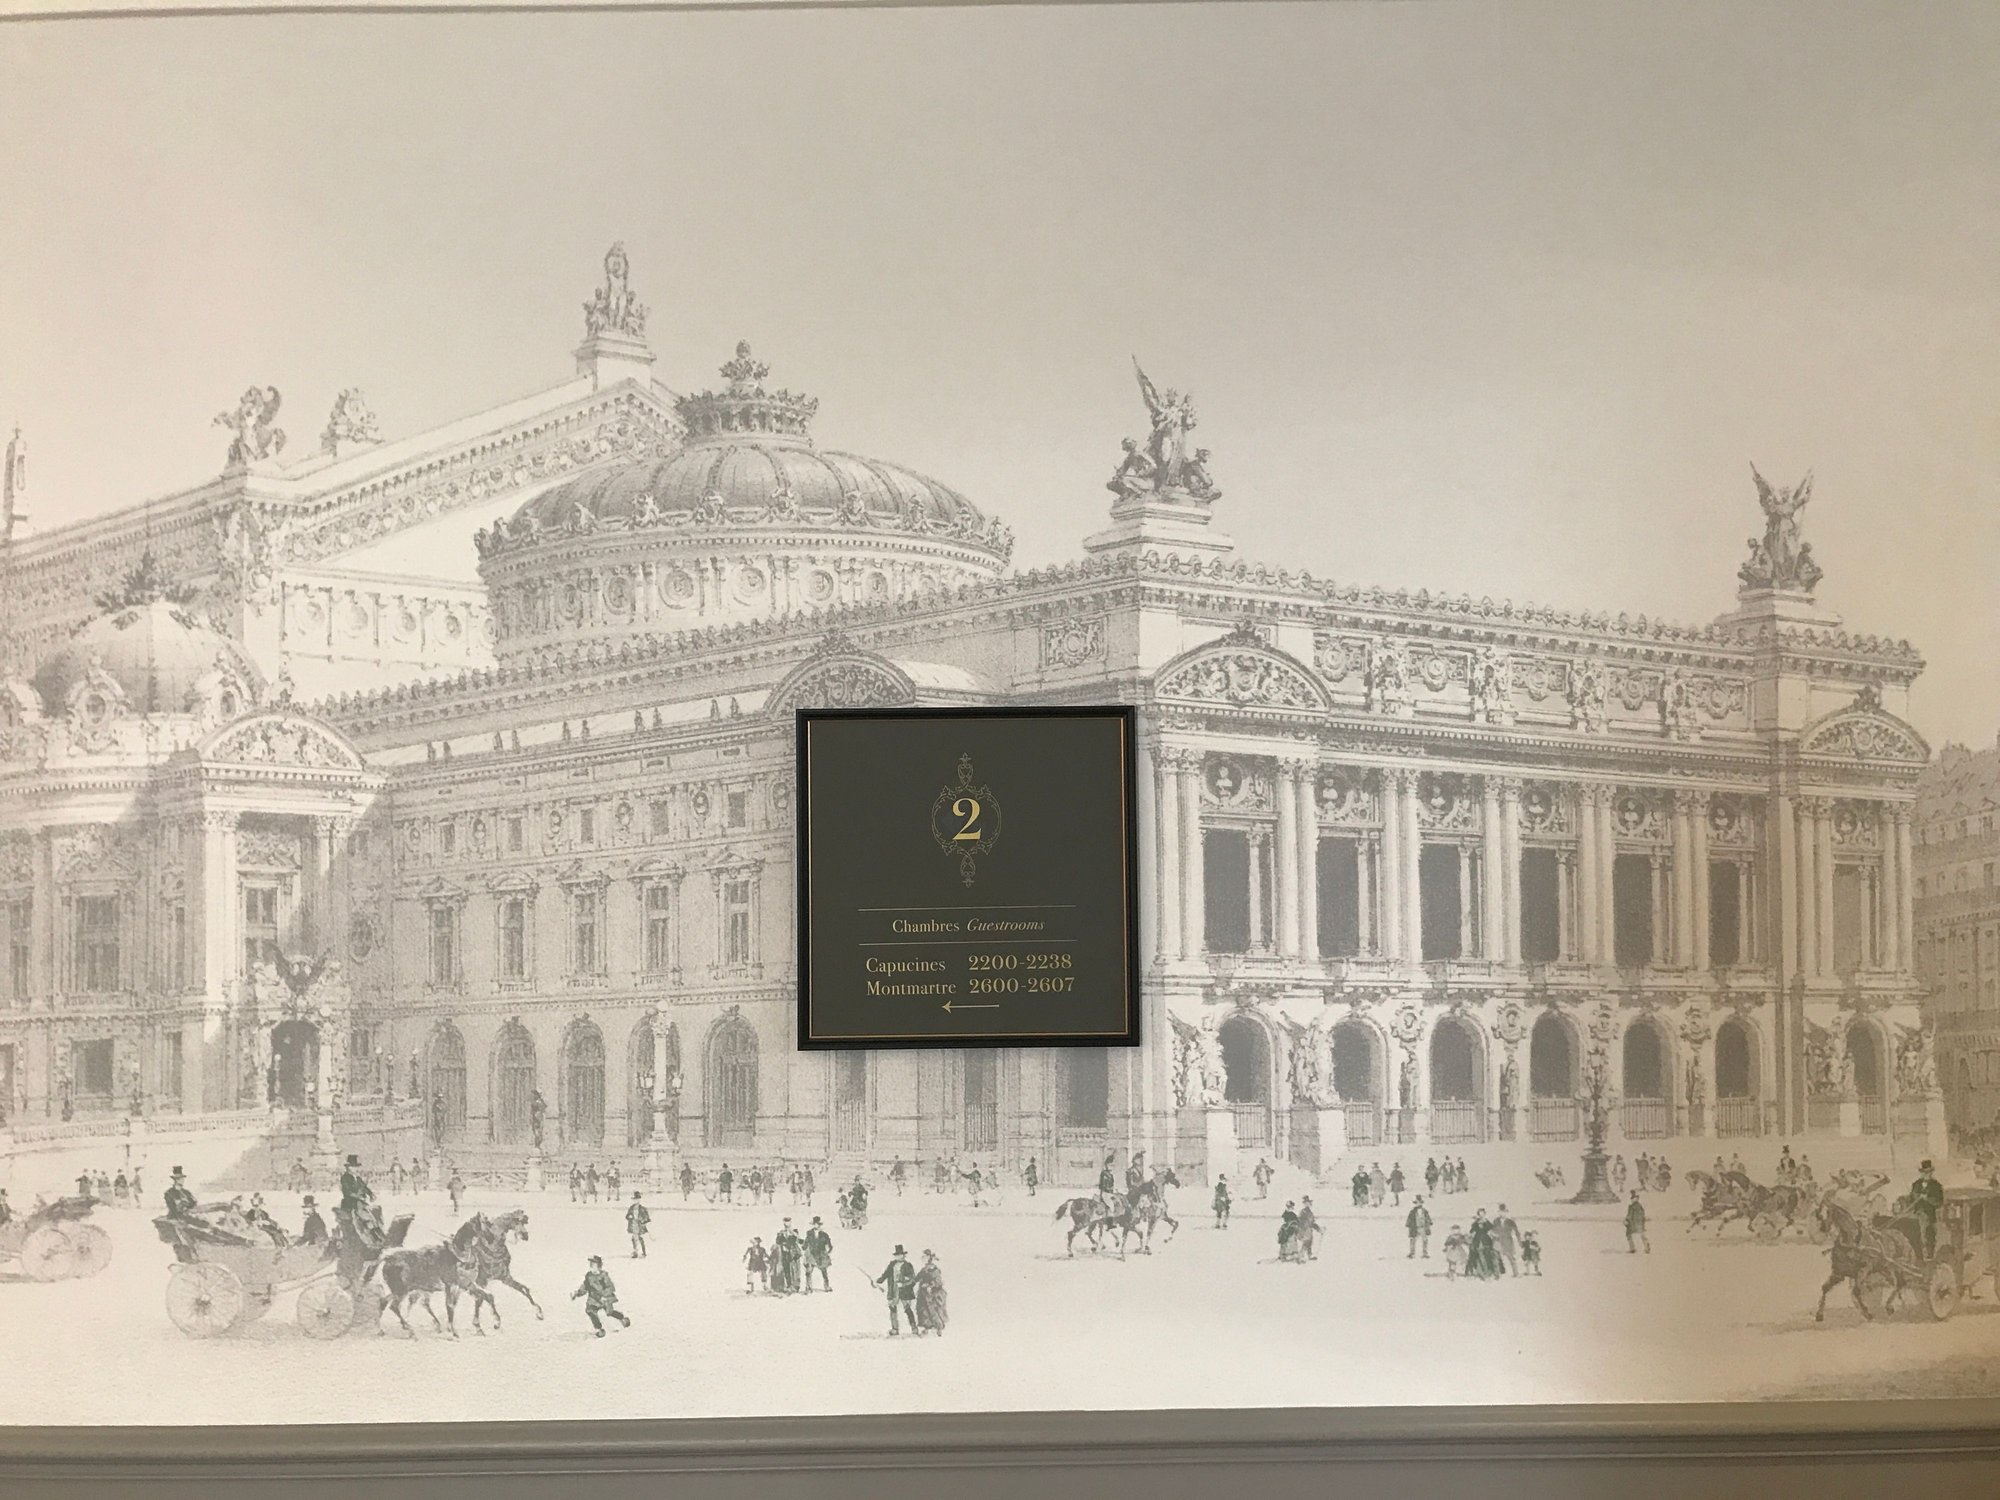 2
Chambres Guestrooms
Capucines 2200-2238
Montmartre 2600-2607